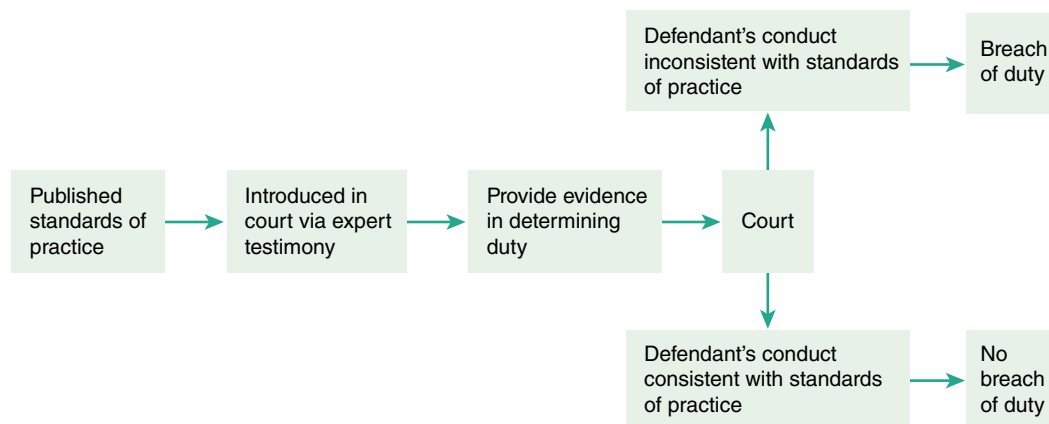 Defendant's conduct
inconsistent with standards
of practice
Breach
of duty
Published
standards of
practice
Introduced in
court via expert
testimony
Provide evidence
in determining
duty
Court
Defendant's conduct
consistent with standards
of practice
No
breach
of duty